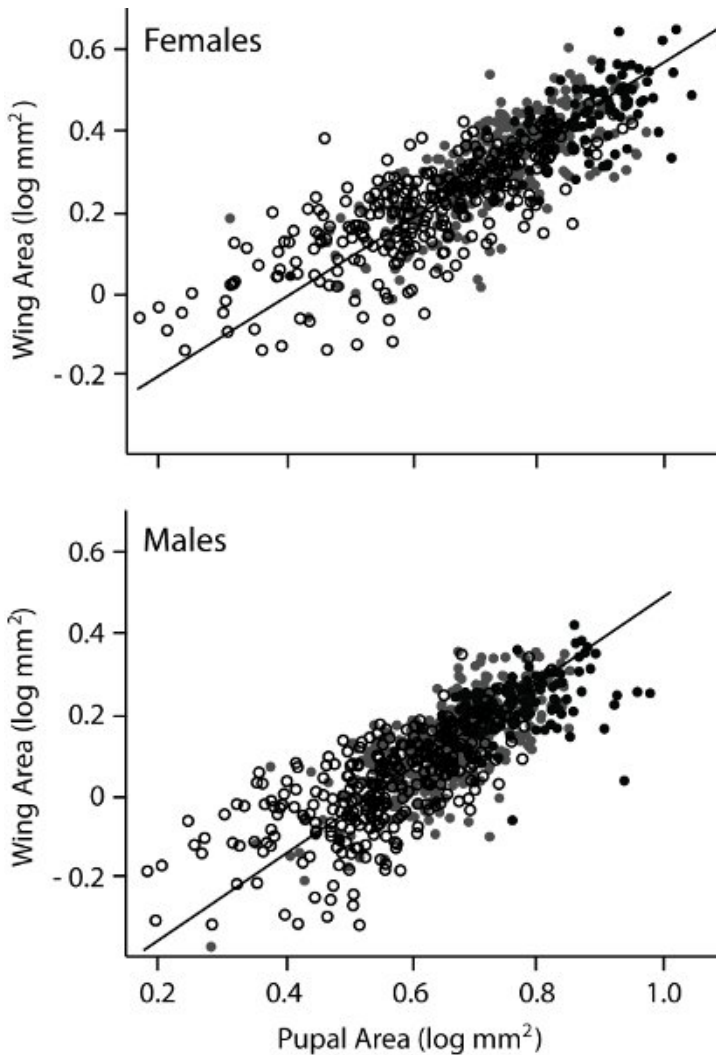 Females
Wing Area (log mm²)
0.6
0.4
0.2
0
- 0.2
Males
Wing Area (log mm²)
0.6
0.4
0.2
0
-0.2
0.2 0.4 0.6 0.8 1.0
Pupal Area (log mm²)